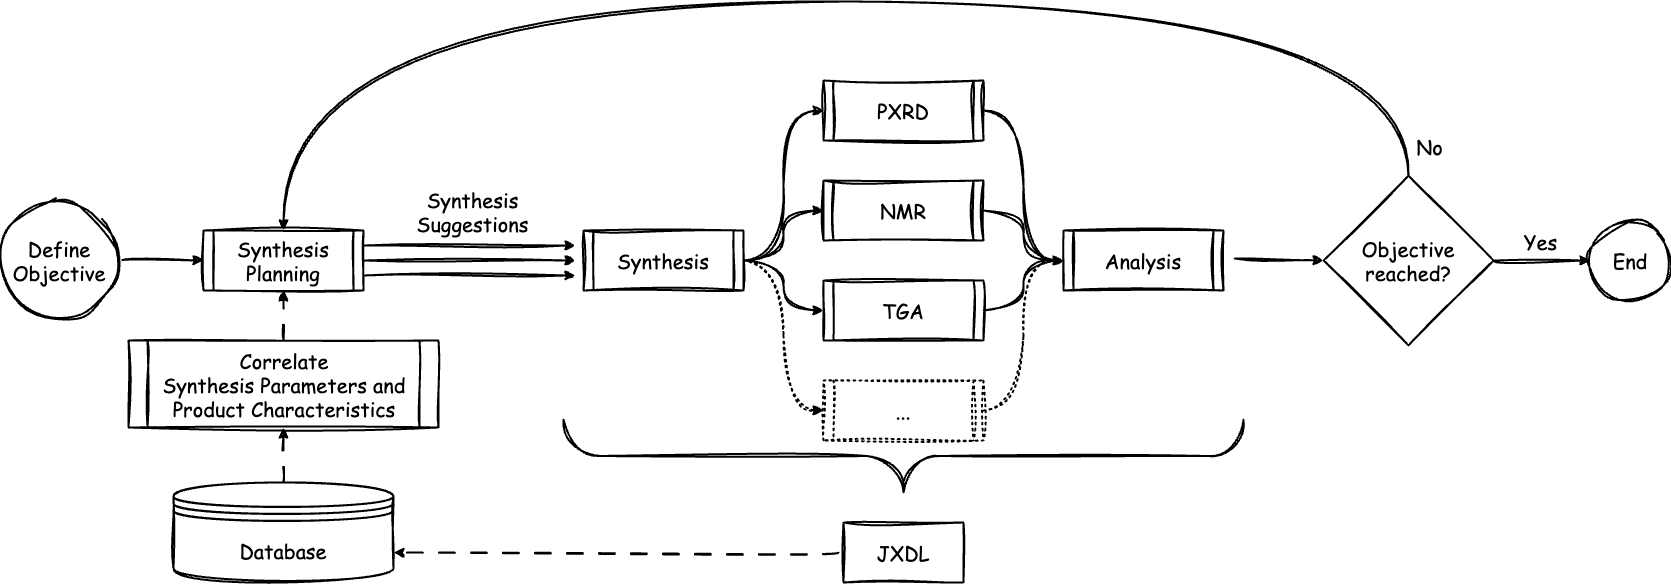 Define
Objective
Synthesis
Planning
Synthesis
Suggestions
Synthesis
PXRD
NMR
TGA
...
Analysis
Objective
reached?
No
Yes
End
Correlate
Synthesis Parameters and
Product Characteristics
Database
JXDL